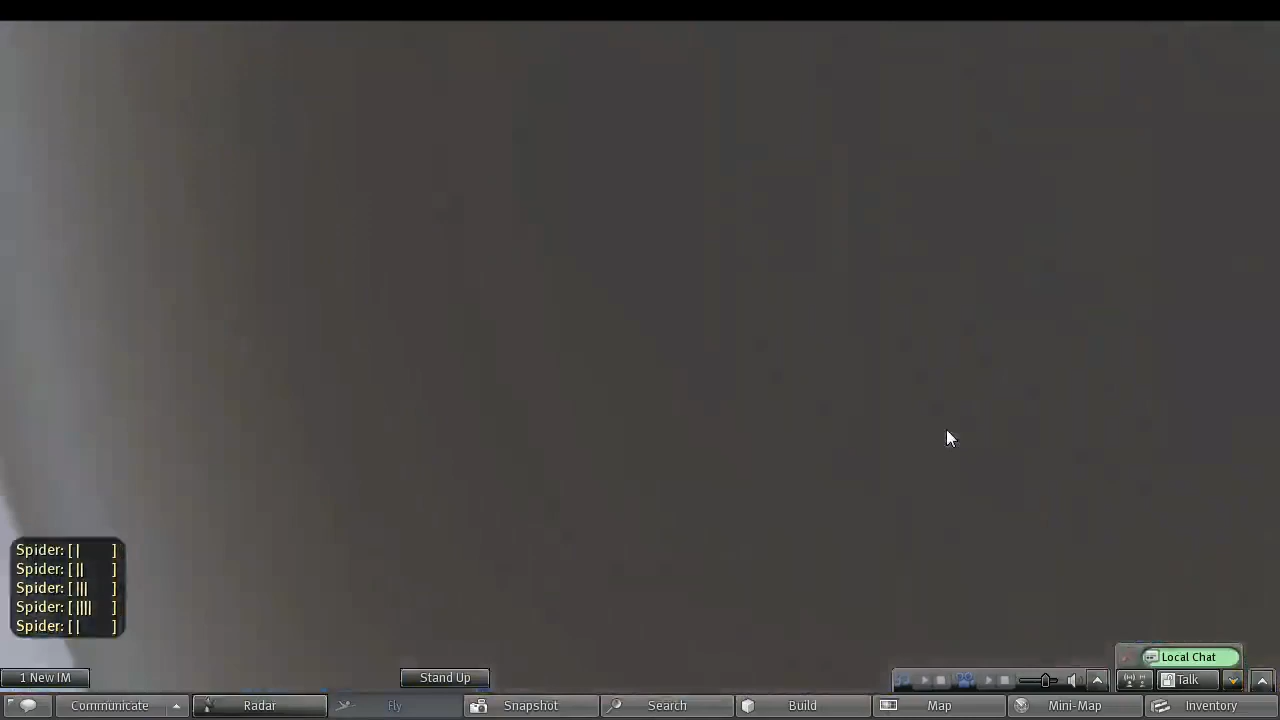 Spider: [ |       ]
Spider: [ ||      ]
Spider: [ |||     ]
Spider: [ ||||    ]
Spider: [ |       ]
Local Chat
1 New IM
Stand Up
Talk
Communicate
Radar
Fly
Snapshot
Search
Build
Map
Mini-Map
Inventory